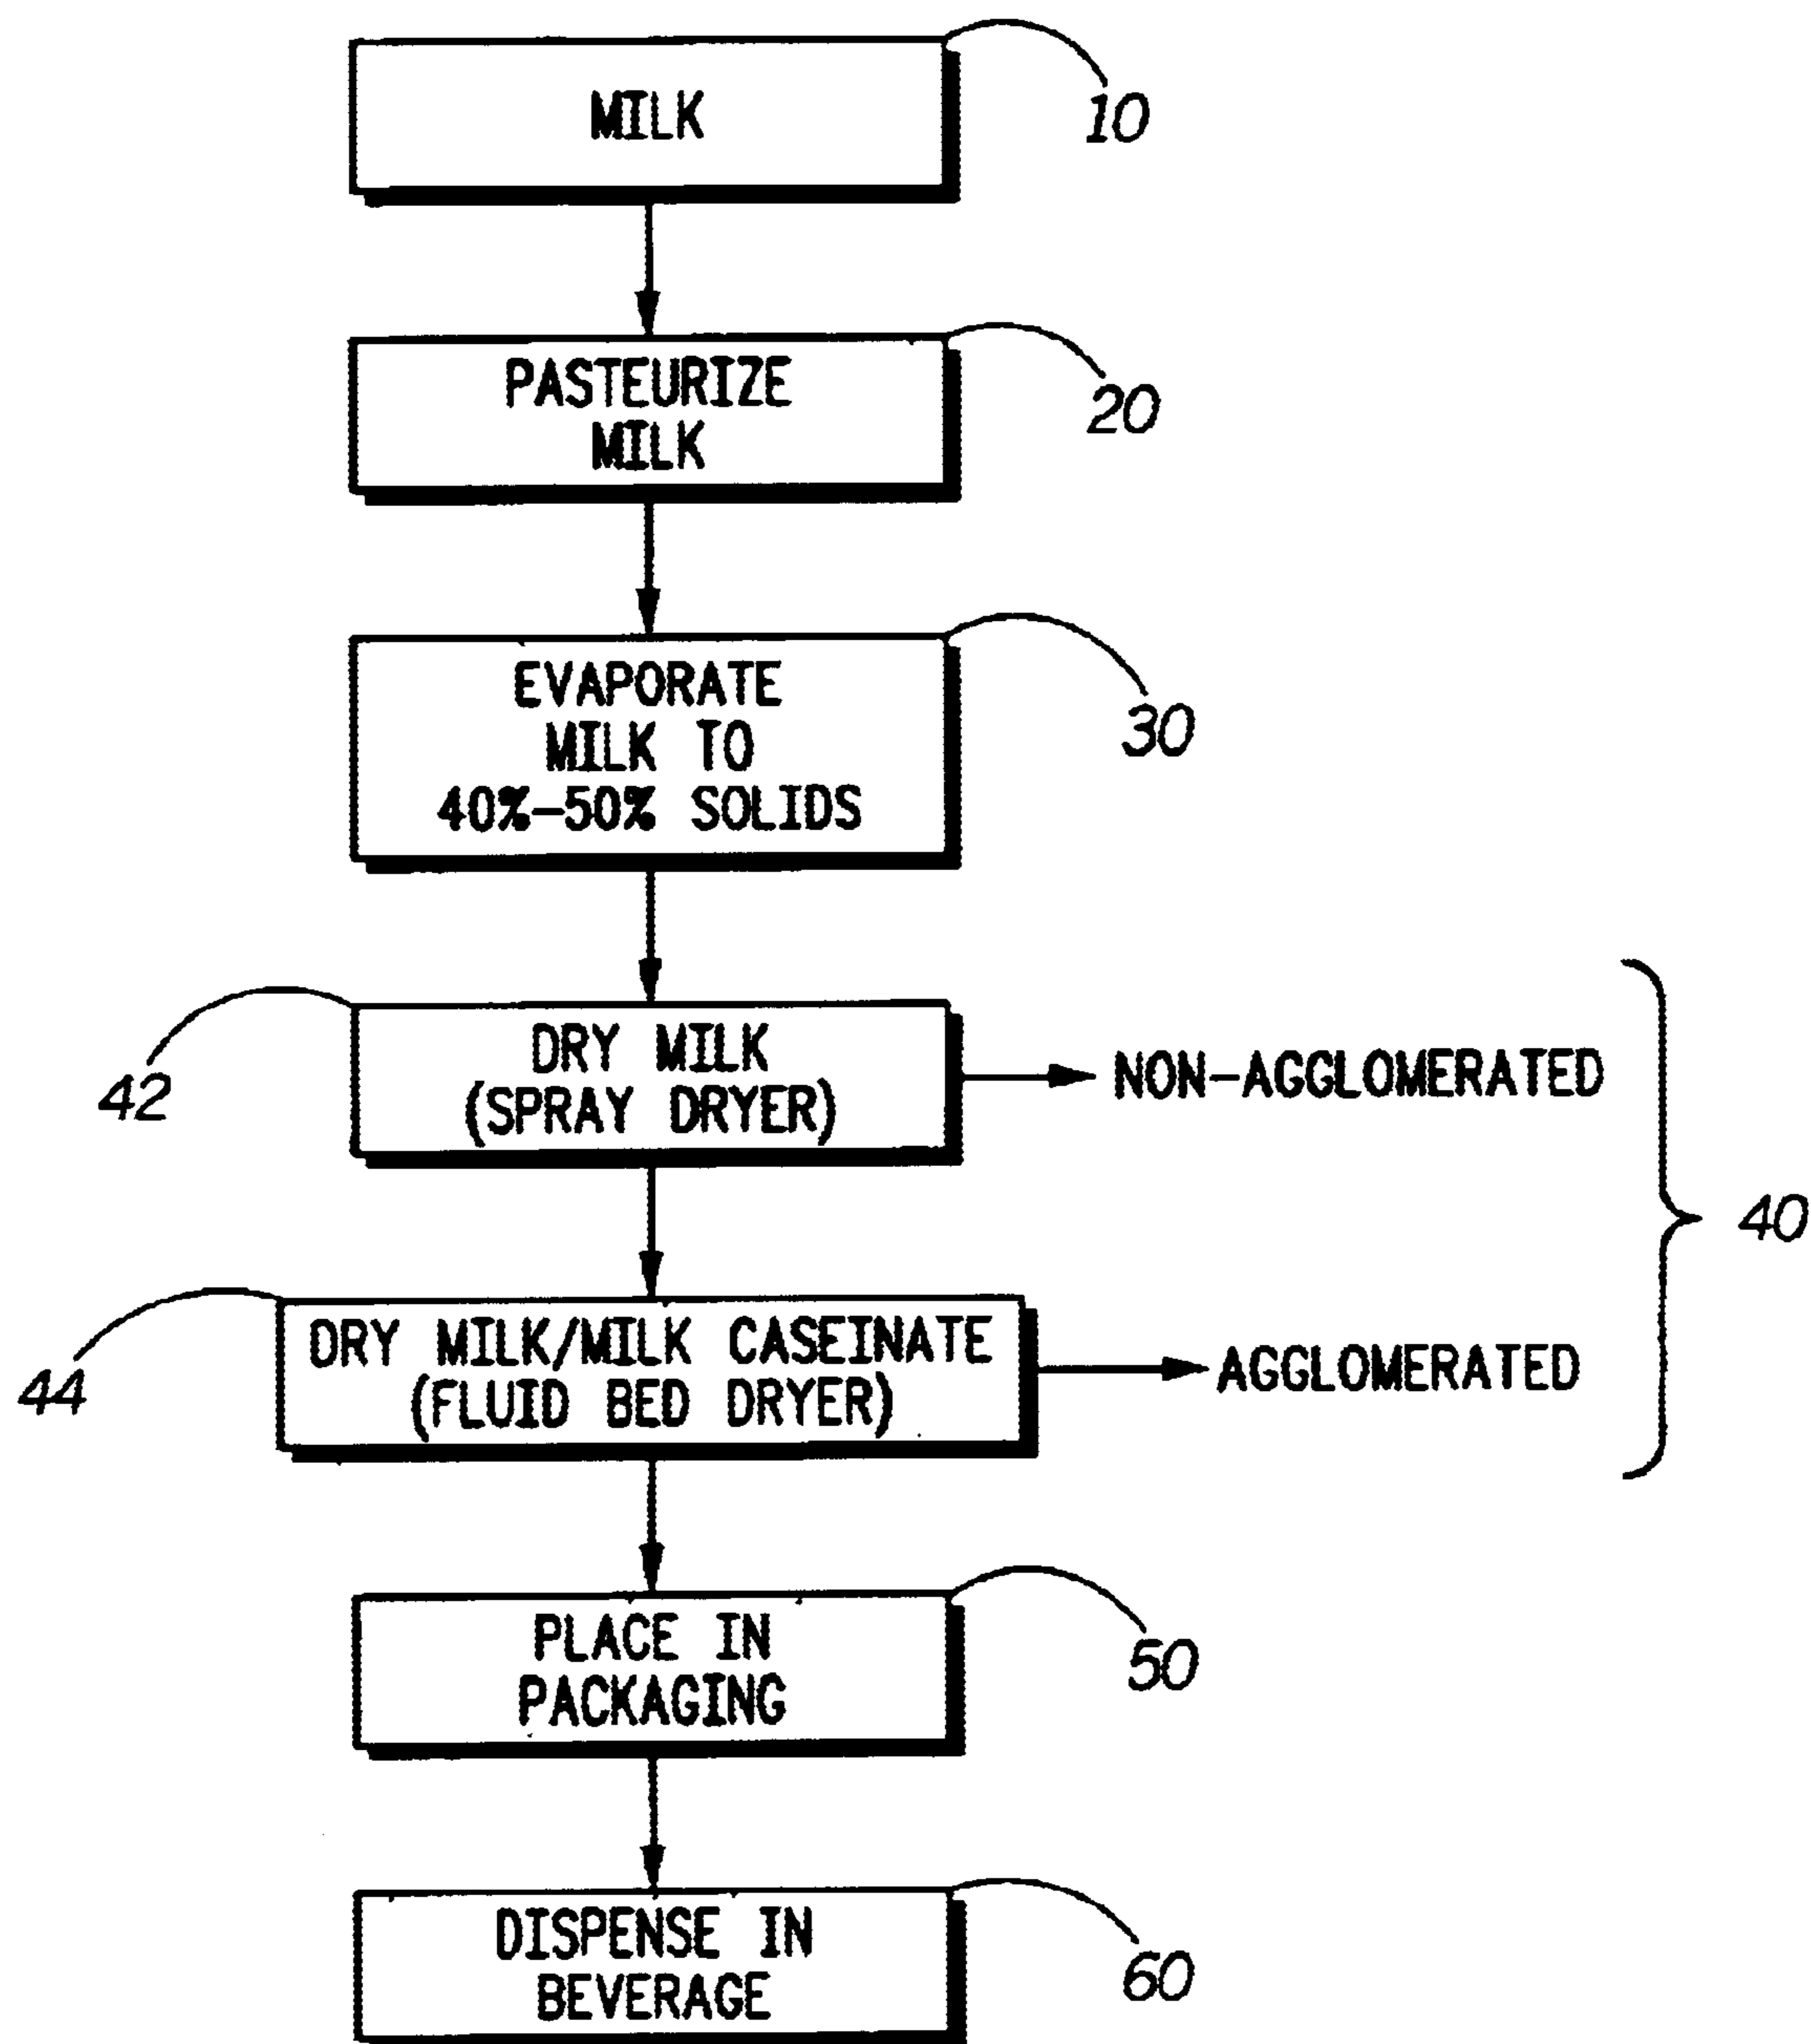 MILK
10
PASTEURIZE
MILK
20
EVAPORATE
MILK TO
40%-50% SOLIDS
30
DRY MILK
(SPRAY DRYER)
42
NON-AGGLOMERATED
40
DRY MILK/MILK CASEINATE
(FLUID BED DRYER)
44
AGGLOMERATED
PLACE IN
PACKAGING
50
DISPENSE IN
BEVERAGE
60